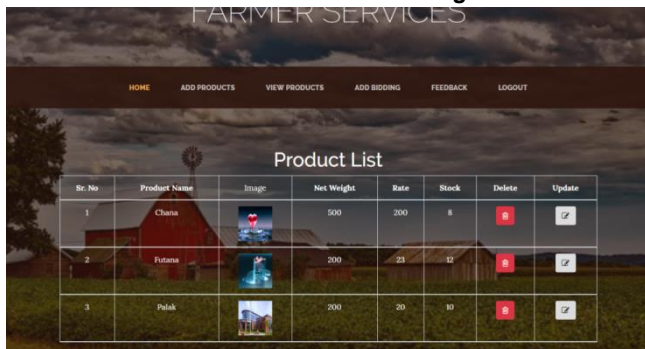 FARMER SERVICES
HOME ADD PRODUCTS VIEW PRODUCTS ADD BIDDING FEEDBACK LOGOUT
Product List
Sr. No Product Name Image Net Weight Rate Stock Delete Update
1 Chana 500 200 8
2 Futana 200 23 12
3 Palak 200 20 10